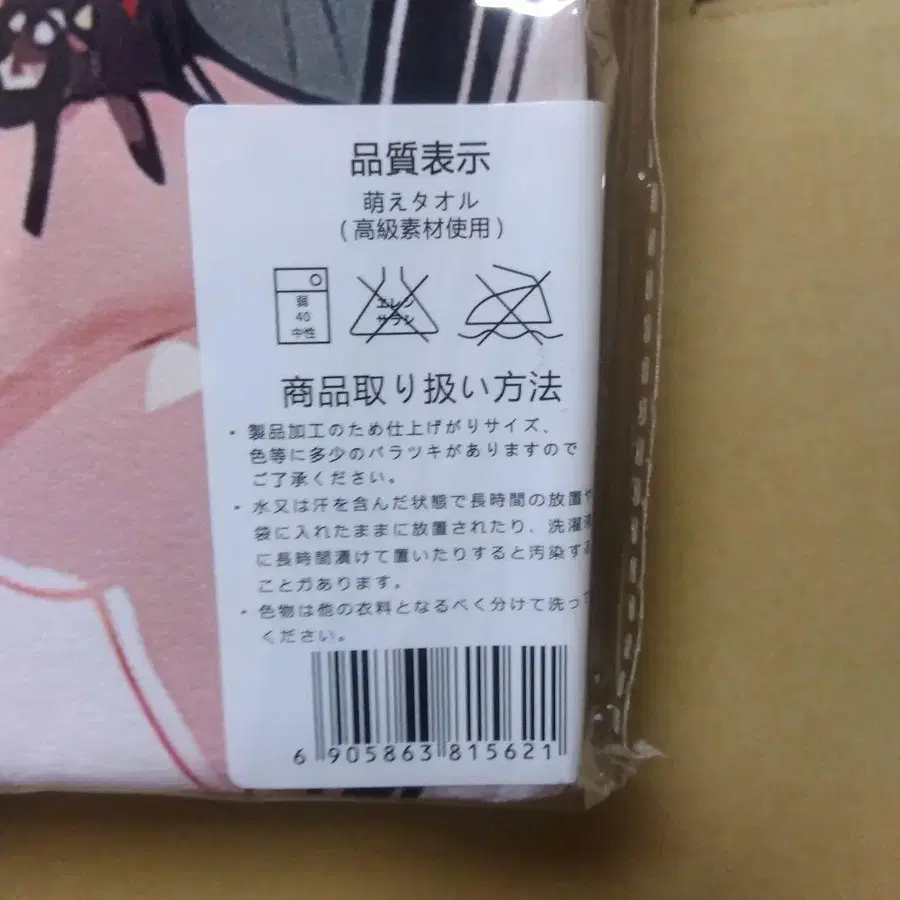 品質表示
萌えタオル
(高級素材使用)
弱
40
中性
エレン
サラシ
商品取り扱い方法
・製品加工のため仕上げがりサイズ、
色等に多少のバラツキがありますので
ご了承ください。
・水又は汗を含んだ状態で長時間の放置や
袋に入れたままに放置されたり、洗濯
に長時間漬けて置いたりすると汚染する
ことガあります。
・色物は他の衣料となるべく分けて洗っ
ください。
6 905863 815621